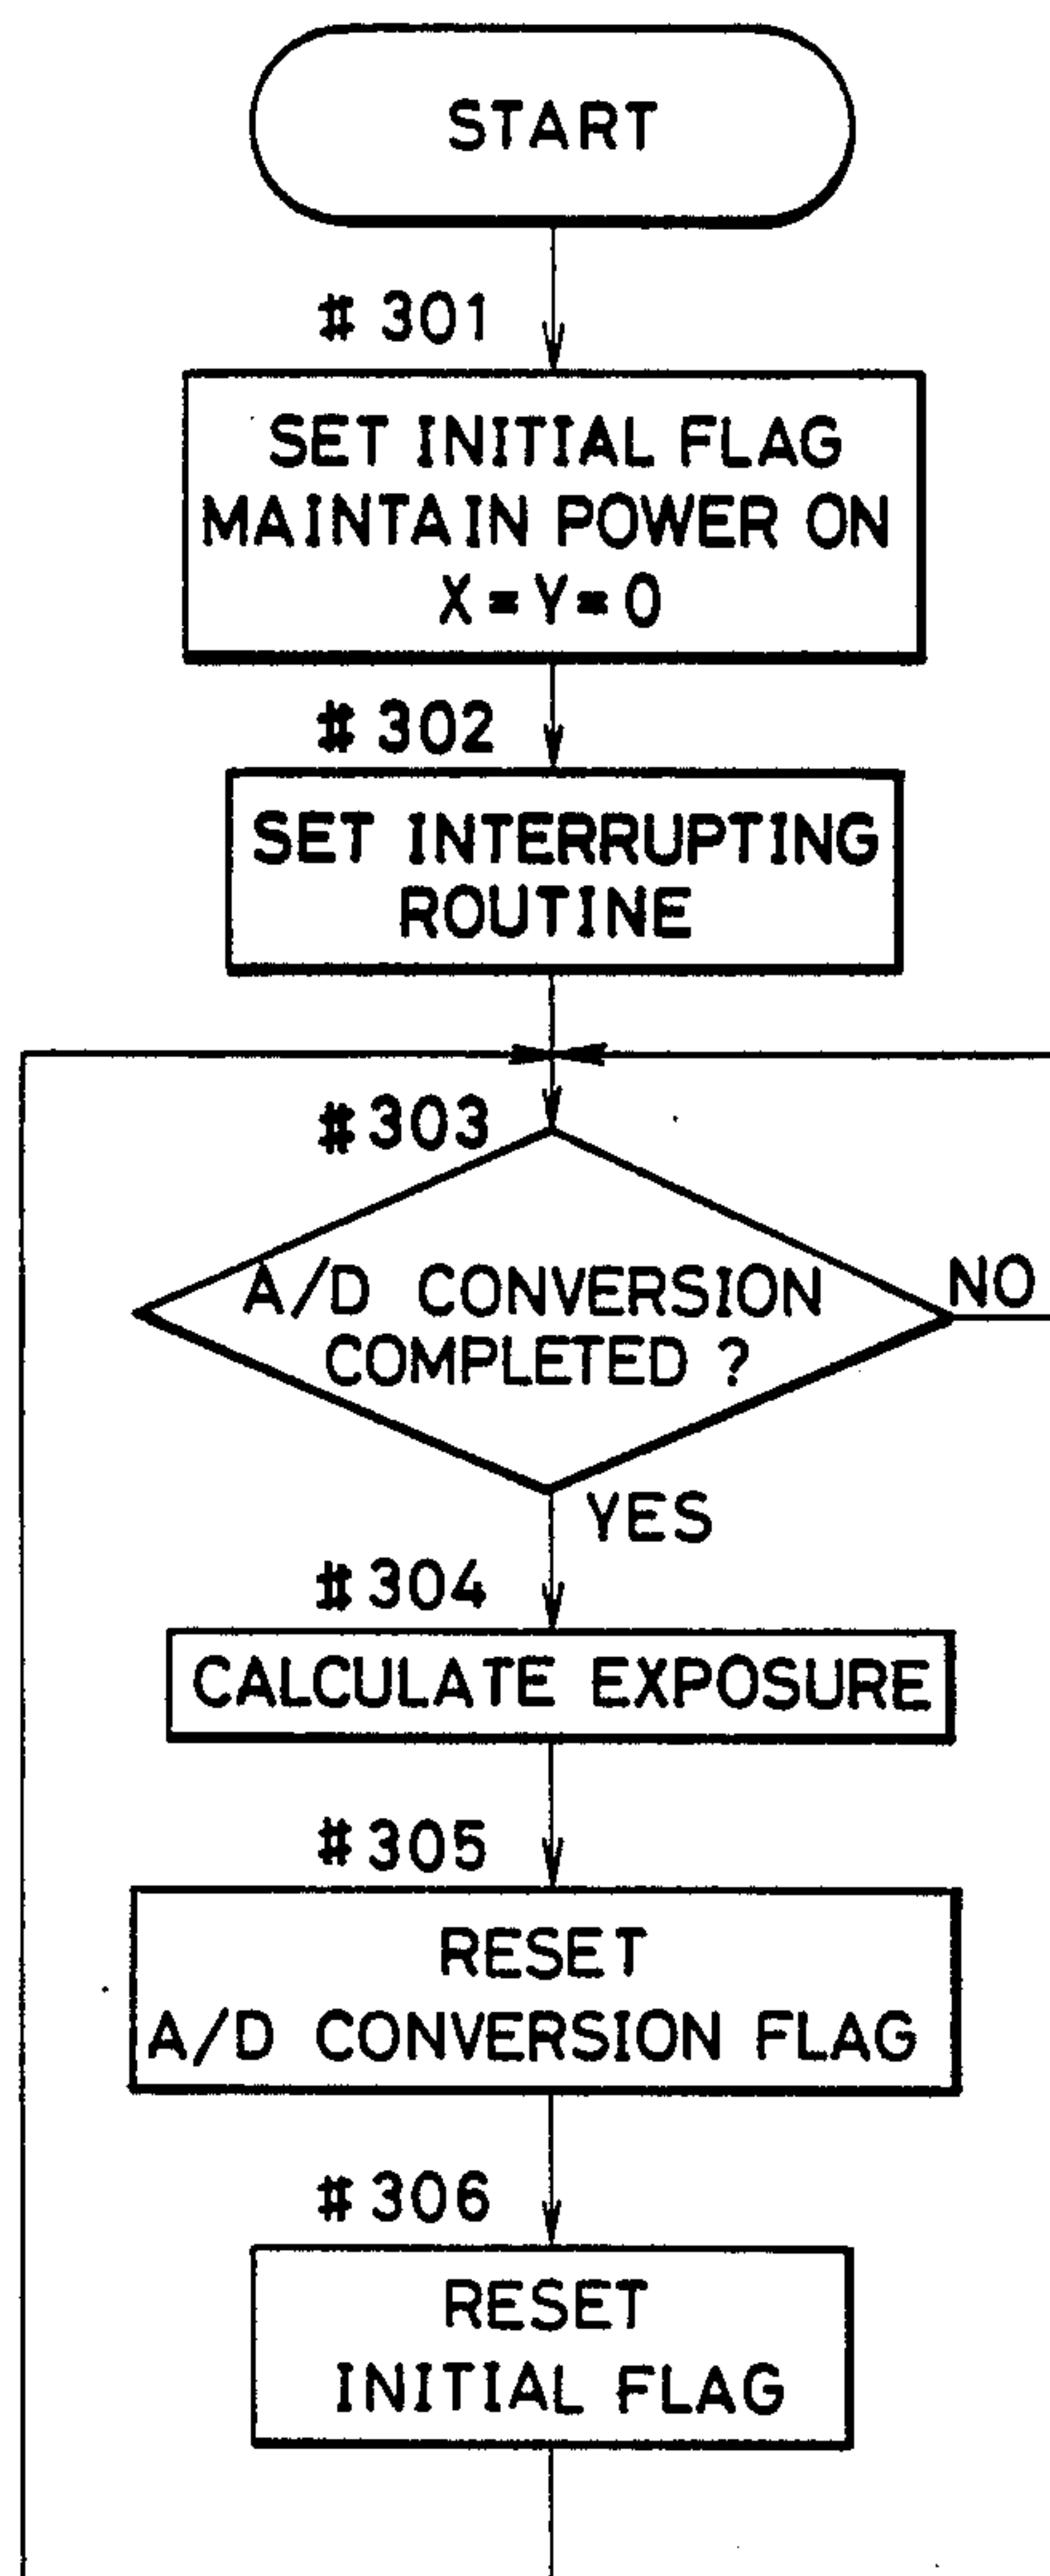 START
# 301
SET INITIAL FLAG
MAINTAIN POWER ON
X=Y=0
# 302
SET INTERRUPTING
ROUTINE
#303
A/D CONVERSION
COMPLETED ?
NO
YES
#304
CALCULATE EXPOSURE
#305
RESET
A/D CONVERSION FLAG
#306
RESET
INITIAL FLAG